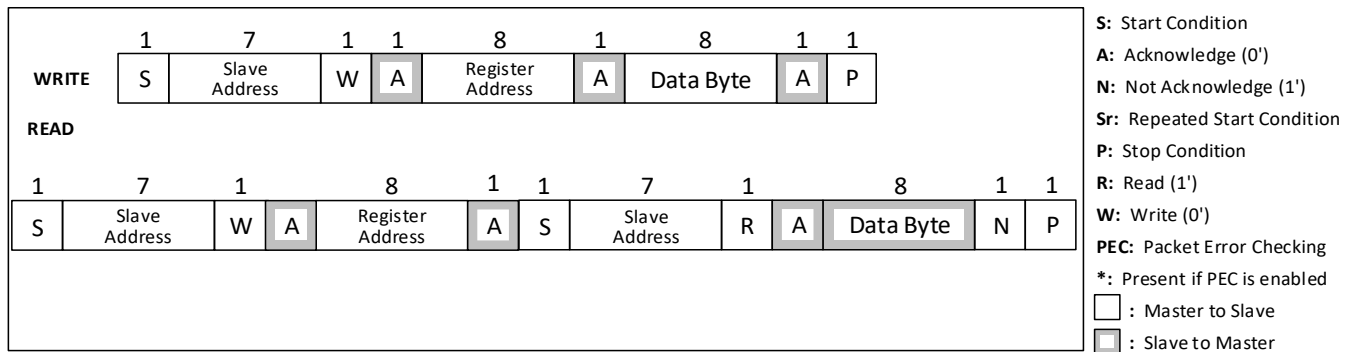 1 7 1 1 8 1 8 1 1
WRITE S Slave Address W A Register Address A Data Byte A P
READ
1 7 1 8 1 1 7 1 8 1 1
S Slave Address W A Register Address A S Slave Address R A Data Byte N P
S: Start Condition
A: Acknowledge (0')
N: Not Acknowledge (1')
Sr: Repeated Start Condition
P: Stop Condition
R: Read (1')
W: Write (0')
PEC: Packet Error Checking
*: Present if PEC is enabled
: Master to Slave
: Slave to Master